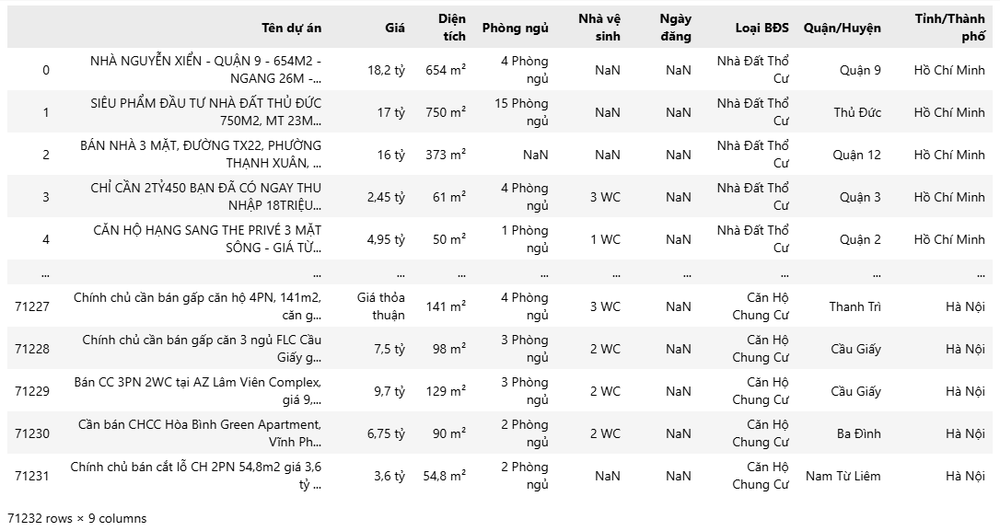 Tên dự án Giá Diện tích Phòng ngủ Nhà vệ sinh Ngày đăng Loại BĐS Quận/Huyện Tỉnh/Thành phố
0 NHÀ NGUYỄN XIỂN - QUẬN 9 - 654M2 - NGANG 26M -... 18,2 tỷ 654 m² 4 Phòng ngủ NaN NaN Nhà Đất Thổ Cư Quận 9 Hồ Chí Minh
1 SIÊU PHẨM ĐẦU TƯ NHÀ ĐẤT THỦ ĐỨC 750M2, MT 23M... 17 tỷ 750 m² 15 Phòng ngủ NaN NaN Nhà Đất Thổ Cư Thủ Đức Hồ Chí Minh
2 BÁN NHÀ 3 MẶT, ĐƯỜNG TX22, PHƯỜNG THẠNH XUÂN, ... 16 tỷ 373 m² NaN NaN NaN Nhà Đất Thổ Cư Quận 12 Hồ Chí Minh
3 CHỈ CẦN 2TỶ450 BẠN ĐÃ CÓ NGAY THU NHẬP 18TRIỆU... 2,45 tỷ 61 m² 4 Phòng ngủ 3 WC NaN Nhà Đất Thổ Cư Quận 3 Hồ Chí Minh
4 CĂN HỘ HẠNG SANG THE PRIVÉ 3 MẶT SÔNG - GIÁ TỪ... 4,95 tỷ 50 m² 1 Phòng ngủ 1 WC NaN Nhà Đất Thổ Cư Quận 2 Hồ Chí Minh
... ... ... ... ... ... ... ... ... ...
71227 Chính chủ cần bán gấp căn hộ 4PN, 141m2, căn g... Giá thỏa thuận 141 m² 4 Phòng ngủ 3 WC NaN Căn Hộ Chung Cư Thanh Trì Hà Nội
71228 Chính chủ cần bán gấp căn 3 ngủ FLC Cầu Giấy g... 7,5 tỷ 98 m² 3 Phòng ngủ 2 WC NaN Căn Hộ Chung Cư Cầu Giấy Hà Nội
71229 Bán CC 3PN 2WC tại AZ Lâm Viên Complex, giá 9,... 9,7 tỷ 129 m² 3 Phòng ngủ 2 WC NaN Căn Hộ Chung Cư Cầu Giấy Hà Nội
71230 Cần bán CHCC Hòa Bình Green Apartment, Vĩnh Ph... 6,75 tỷ 90 m² 2 Phòng ngủ 2 WC NaN Căn Hộ Chung Cư Ba Đình Hà Nội
71231 Chính chủ bán cắt lỗ CH 2PN 54,8m2 giá 3,6 tỷ ... 3,6 tỷ 54,8 m² 2 Phòng ngủ NaN NaN Căn Hộ Chung Cư Nam Từ Liêm Hà Nội
71232 rows × 9 columns